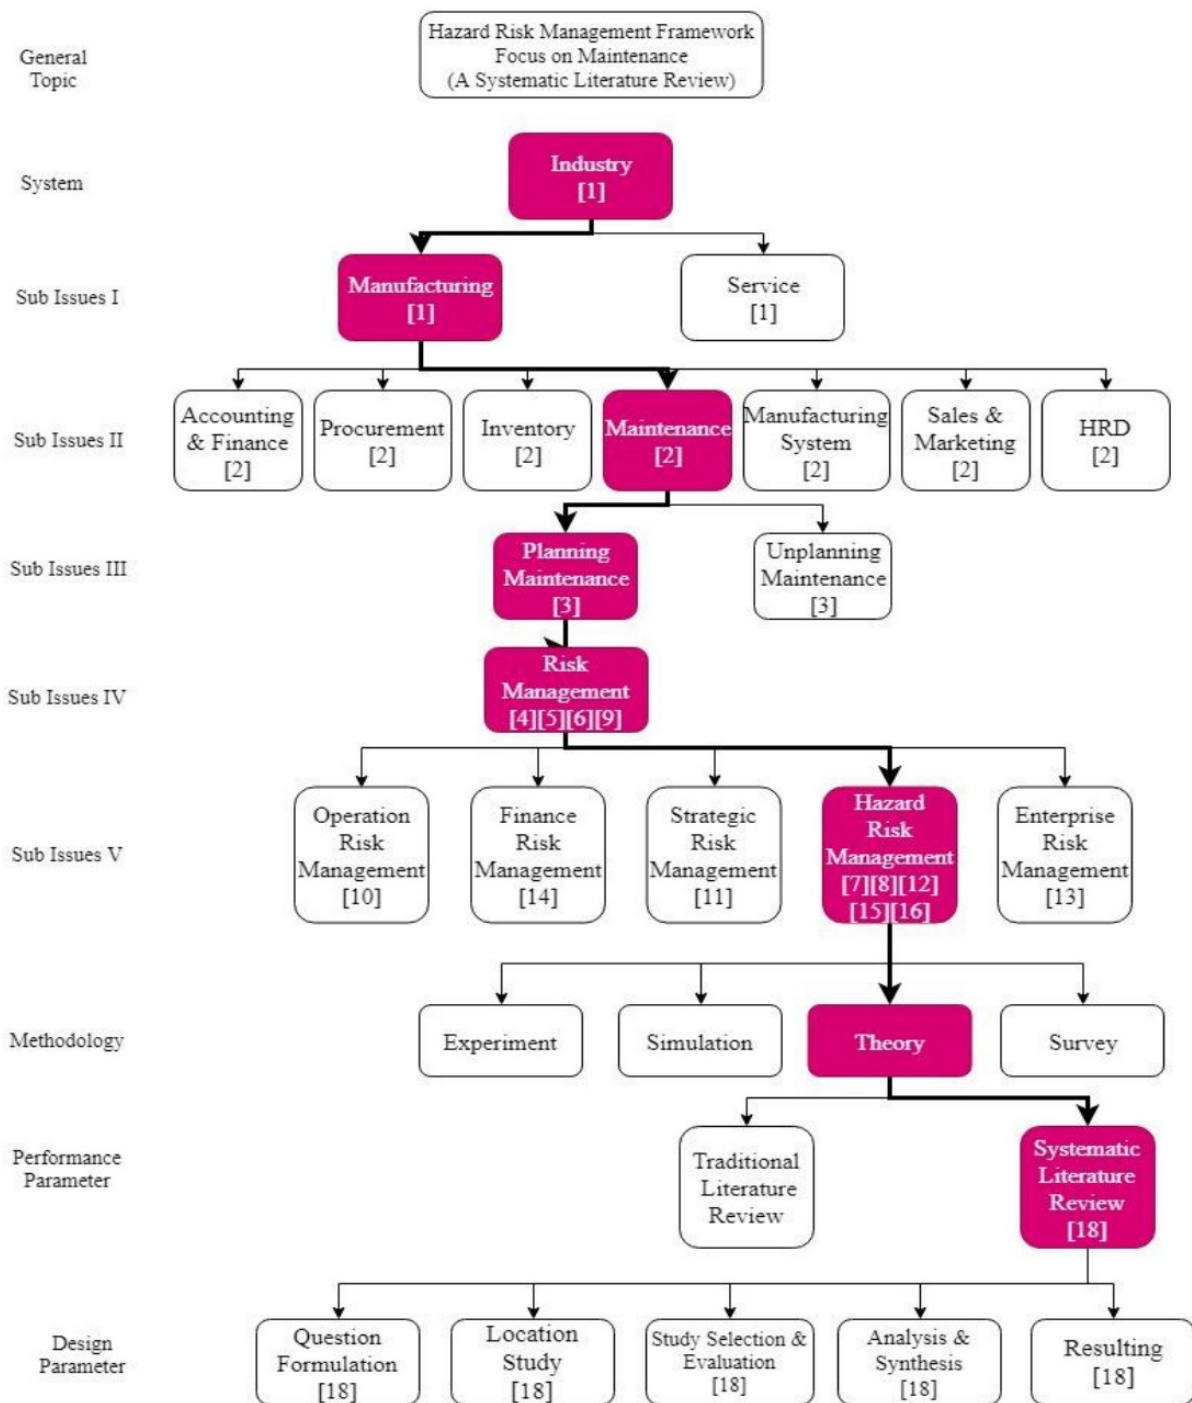 General
Topic
Hazard Risk Management Framework
Focus on Maintenance
(A Systematic Literature Review)
System
Industry
[1]
Sub Issues I
Manufacturing
[1]
Service
[1]
Sub Issues II
Accounting
& Finance
[2]
Procurement
[2]
Inventory
[2]
Maintenance
[2]
Manufacturing
System
[2]
Sales &
Marketing
[2]
HRD
[2]
Sub Issues III
Planning
Maintenance
[3]
Unplanning
Maintenance
[3]
Sub Issues IV
Risk
Management
[4][5][6][9]
Sub Issues V
Operation
Risk
Management
[10]
Finance
Risk
Management
[14]
Strategic
Risk
Management
[11]
Hazard
Risk
Management
[7][8][12]
[15][16]
Enterprise
Risk
Management
[13]
Methodology
Experiment
Simulation
Theory
Survey
Performance
Parameter
Traditional
Literature
Review
Systematic
Literature
Review
[18]
Design
Parameter
Question
Formulation
[18]
Location
Study
[18]
Study Selection &
Evaluation
[18]
Analysis &
Synthesis
[18]
Resulting
[18]